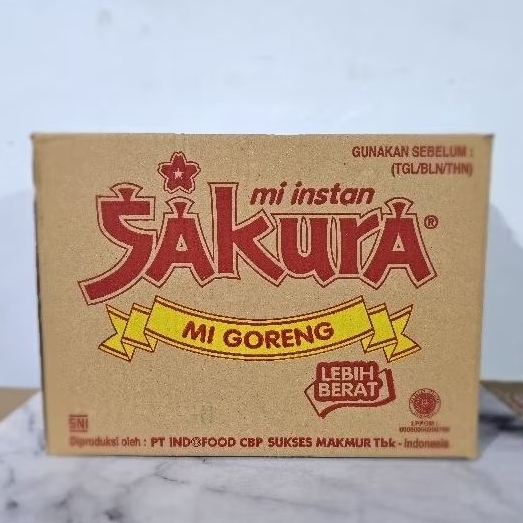 GUNAKAN SEBELUM :
(TGL/BLN/THN)
mi instan
SAkurA®
MI GORENG
LEBIH
BERAT
SNI
LPPOM :
Diproduksi oleh : PT INDOFOOD CBP SUKSES MAKMUR Tbk - Indonesia